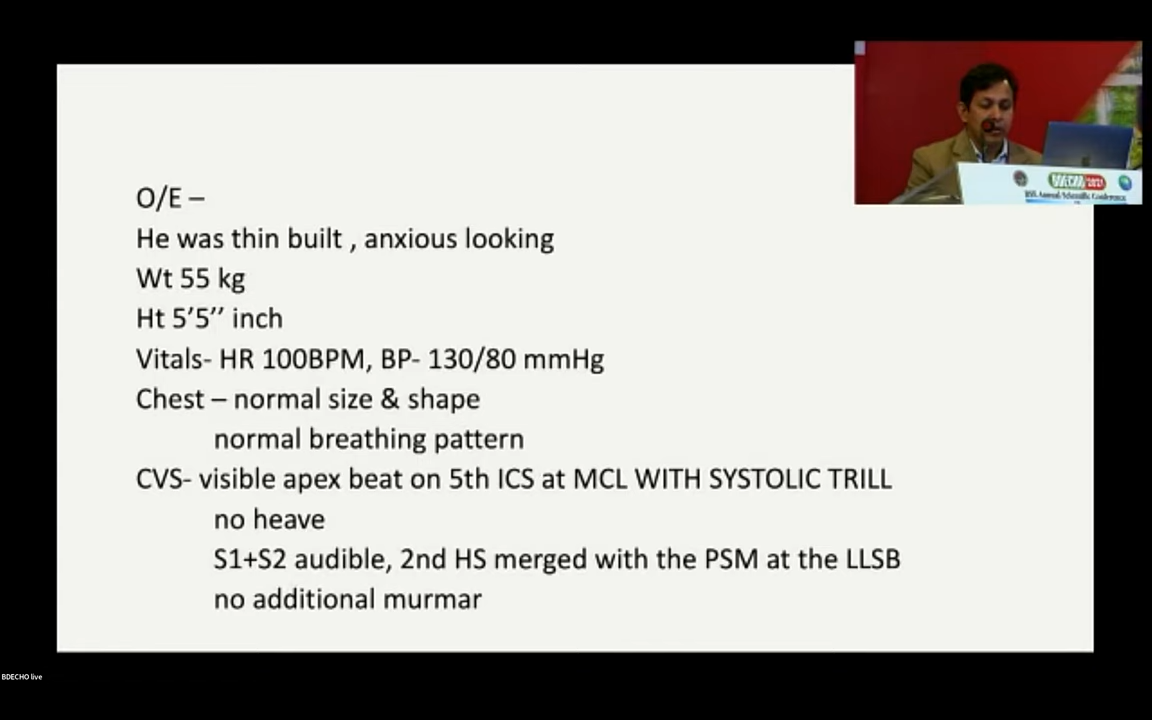 O/E –
He was thin built , anxious looking
Wt 55 kg
Ht 5’5’’ inch
Vitals- HR 100BPM, BP- 130/80 mmHg
Chest – normal size & shape
normal breathing pattern
CVS- visible apex beat on 5th ICS at MCL WITH SYSTOLIC TRILL
no heave
S1+S2 audible, 2nd HS merged with the PSM at the LLSB
no additional murmar
Annual Scientific Conference
BDECHO live